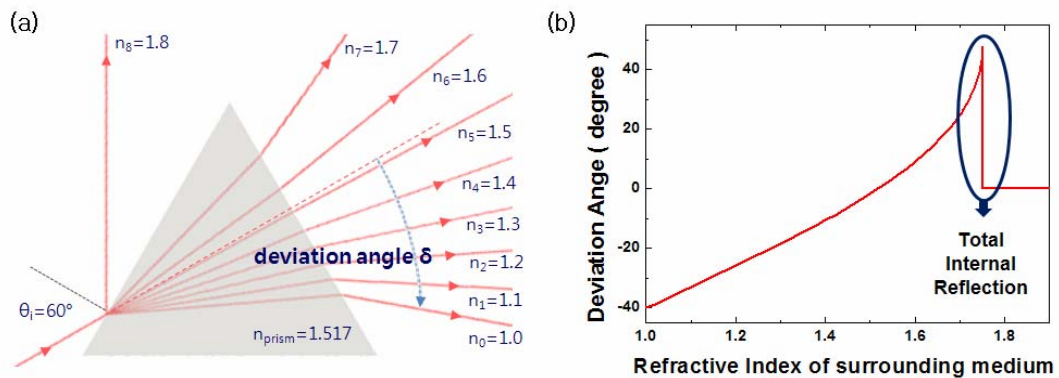 (a)
n8=1.8
n7=1.7
n6=1.6
n5=1.5
n4=1.4
n3=1.3
deviation angle δ
n2=1.2
n1=1.1
θi=60°
nprism=1.517
n0=1.0
(b)
Deviation Ange ( degree )
40
20
0
-20
-40
Total
Internal
Reflection
1.0 1.2 1.4 1.6 1.8
Refractive Index of surrounding medium